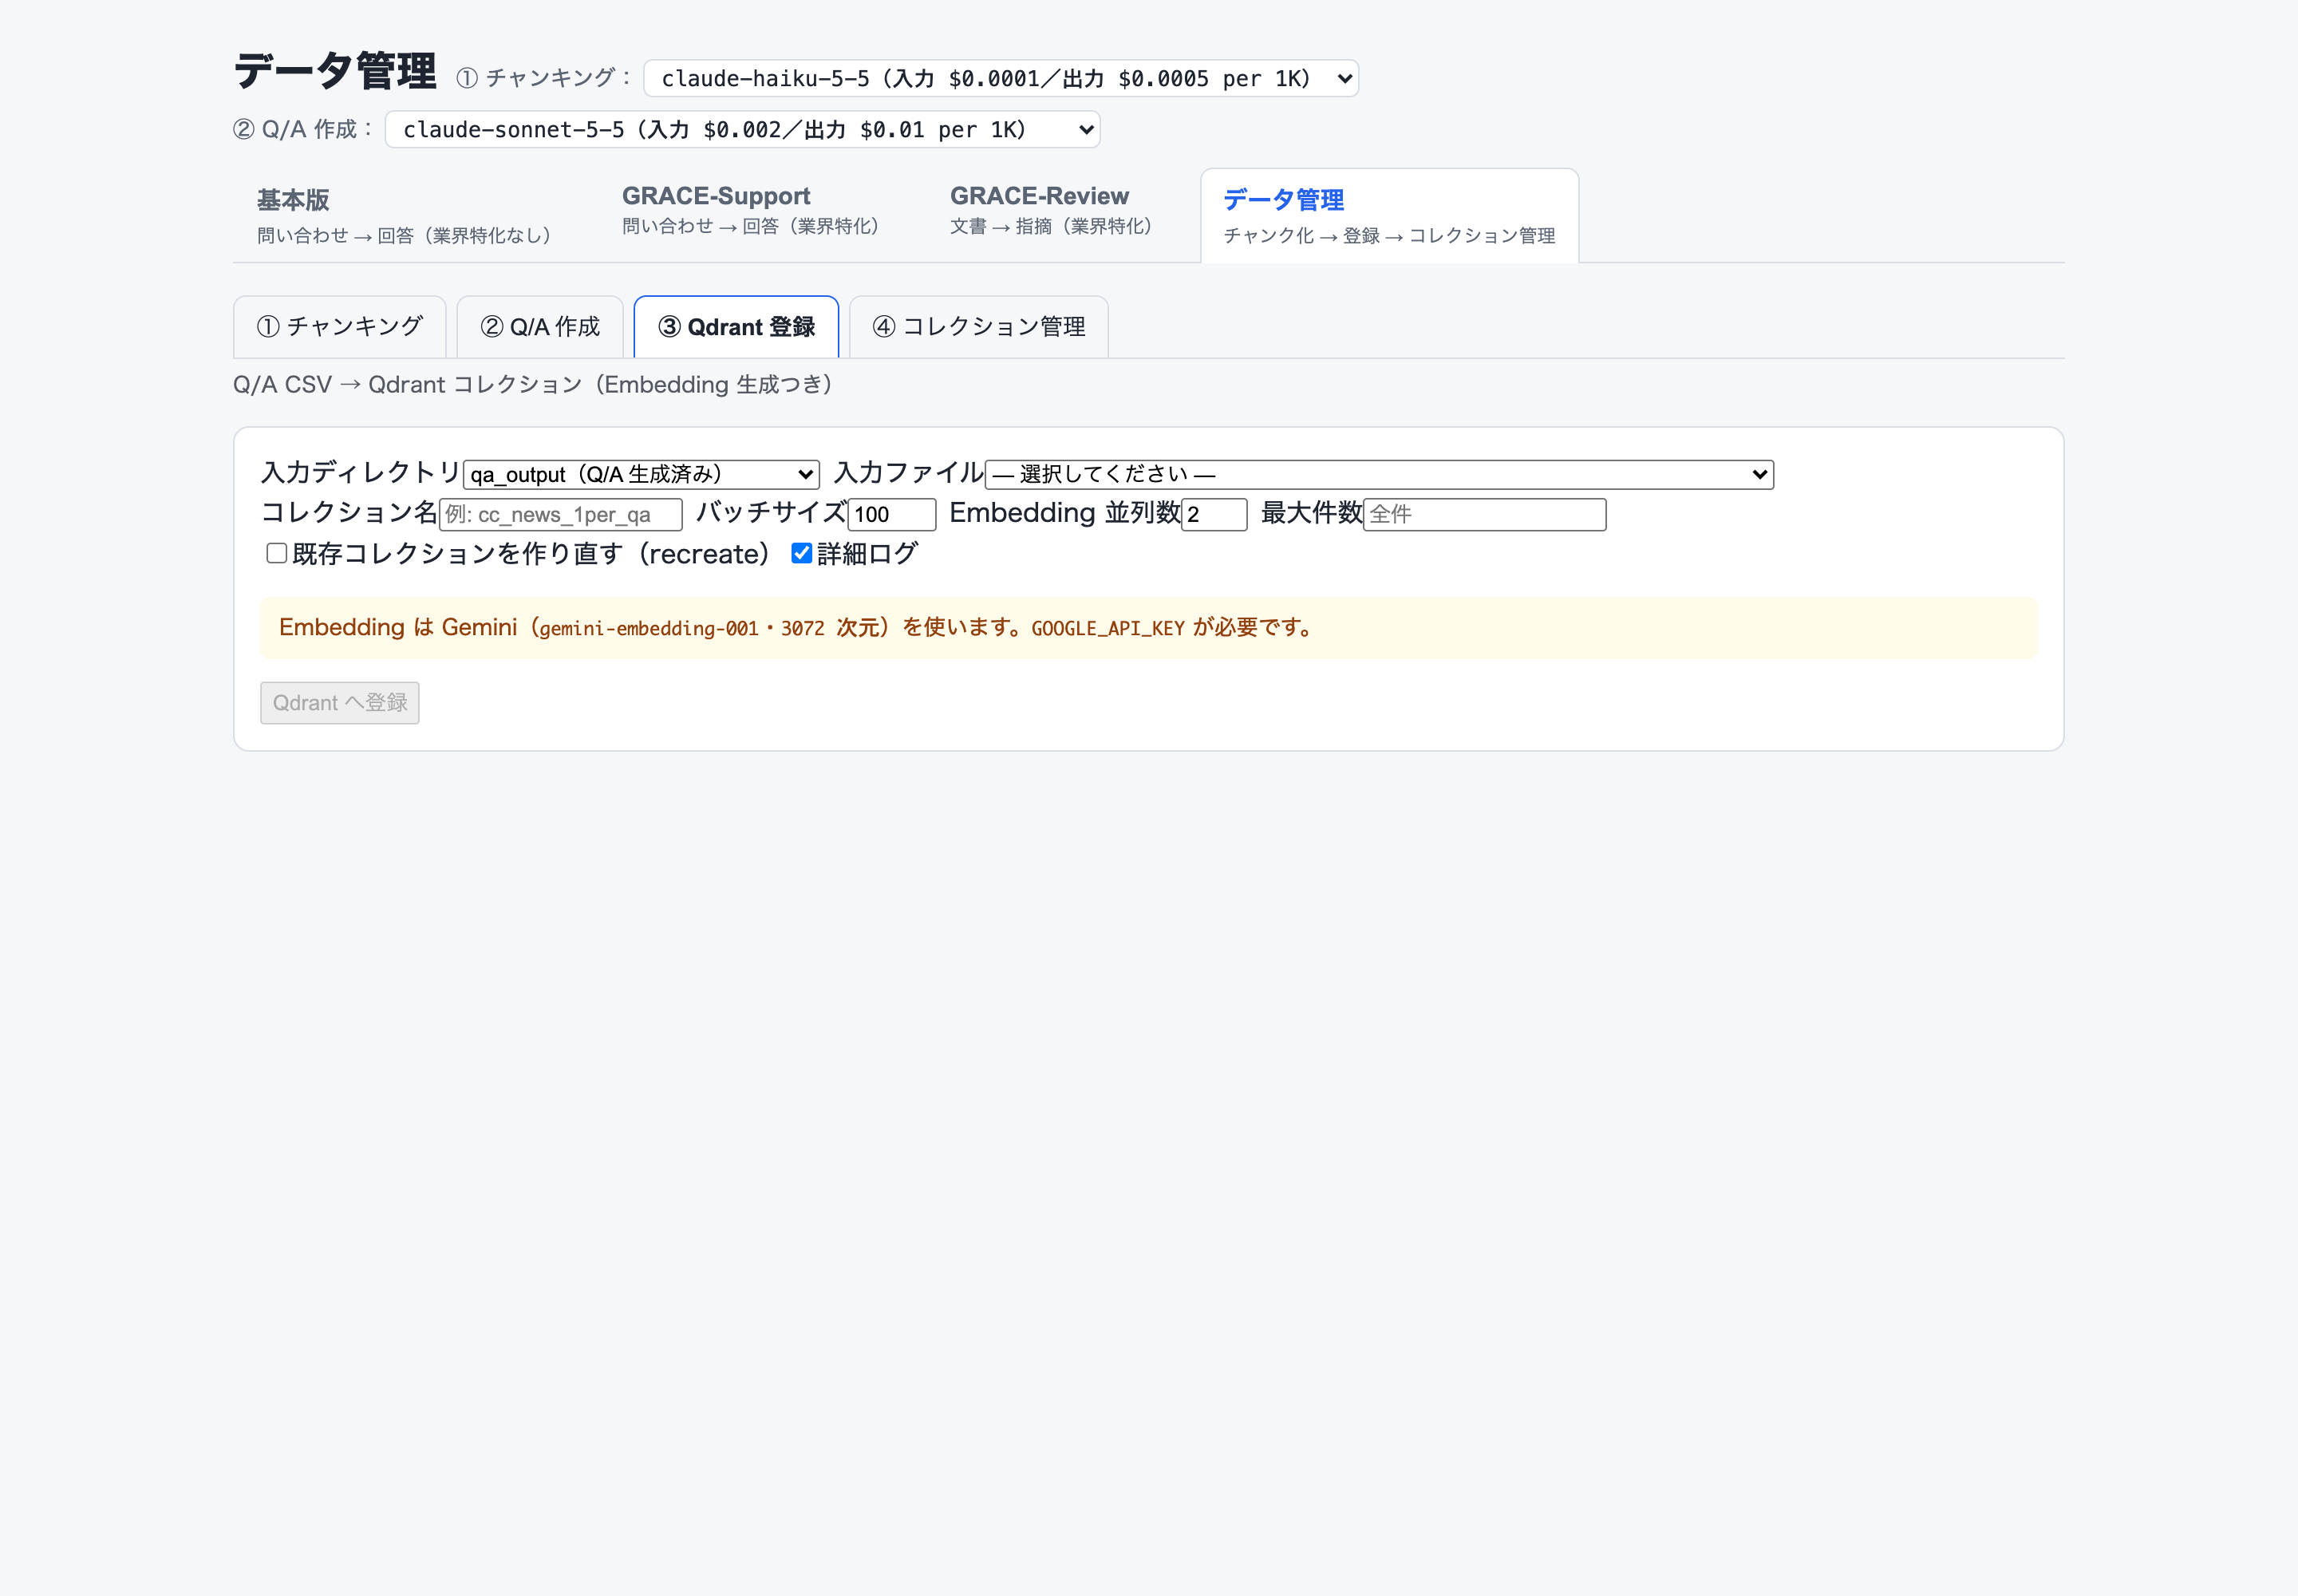 データ管理 ① チャンキング： claude-haiku-5-5（入力 $0.0001／出力 $0.0005 per 1K）
② Q/A 作成： claude-sonnet-5-5（入力 $0.002／出力 $0.01 per 1K）
基本版 GRACE-Support GRACE-Review データ管理
問い合わせ → 回答（業界特化なし） 問い合わせ → 回答（業界特化） 文書 → 指摘（業界特化） チャンク化 → 登録 → コレクション管理
① チャンキング ② Q/A 作成 ③ Qdrant 登録 ④ コレクション管理
Q/A CSV → Qdrant コレクション（Embedding 生成つき）
入力ディレクトリ qa_output（Q/A 生成済み） 入力ファイル — 選択してください —
コレクション名 例: cc_news_1per_qa バッチサイズ 100 Embedding 並列数 2 最大件数 全件
既存コレクションを作り直す（recreate） 詳細ログ
Embedding は Gemini（gemini-embedding-001・3072 次元）を使います。GOOGLE_API_KEY が必要です。
Qdrant へ登録